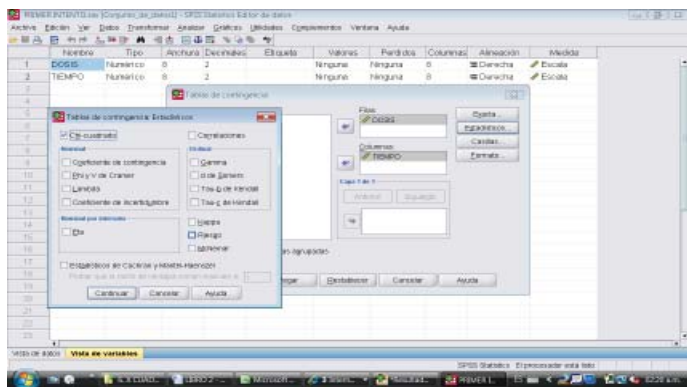 PRIMER INTENTO.sav [Conjunto_de_datos1] - SPSS Statistics Editor de datos
Archivo Edición Ver Datos Transformar Analizar Gráficos Utilidades Complementos Ventana Ayuda
Nombre Tipo Anchura Decimales Etiqueta Valores Perdidos Columnas Alineación Medida
1 DOSIS Numérico 8 2 Ninguna Ninguna 8 Derecha Escala
2 TIEMPO Numérico 8 2 Ninguna Ninguna 8 Derecha Escala
Tablas de contingencia
Filas
DOSIS
Columnas
TIEMPO
Capa 1 de 1
Anterior Siguiente
Exacta...
Estadísticos...
Casillas...
Formato...
Restablecer Cancelar Ayuda
Tablas de contingencia: Estadísticos
Chi-cuadrado Correlaciones
Nominal Ordinal
Coeficiente de contingencia Gamma
Phi y V de Cramer d de Somers
Lambda Tau-b de Kendall
Coeficiente de incertidumbre Tau-c de Kendall
Nominal por intervalo Kappa
Eta Riesgo
McNemar
Estadísticos de Cochran y Mantel-Haenszel
Continuar Cancelar Ayuda
Vista de datos Vista de variables
SPSS Statistics El procesador está listo